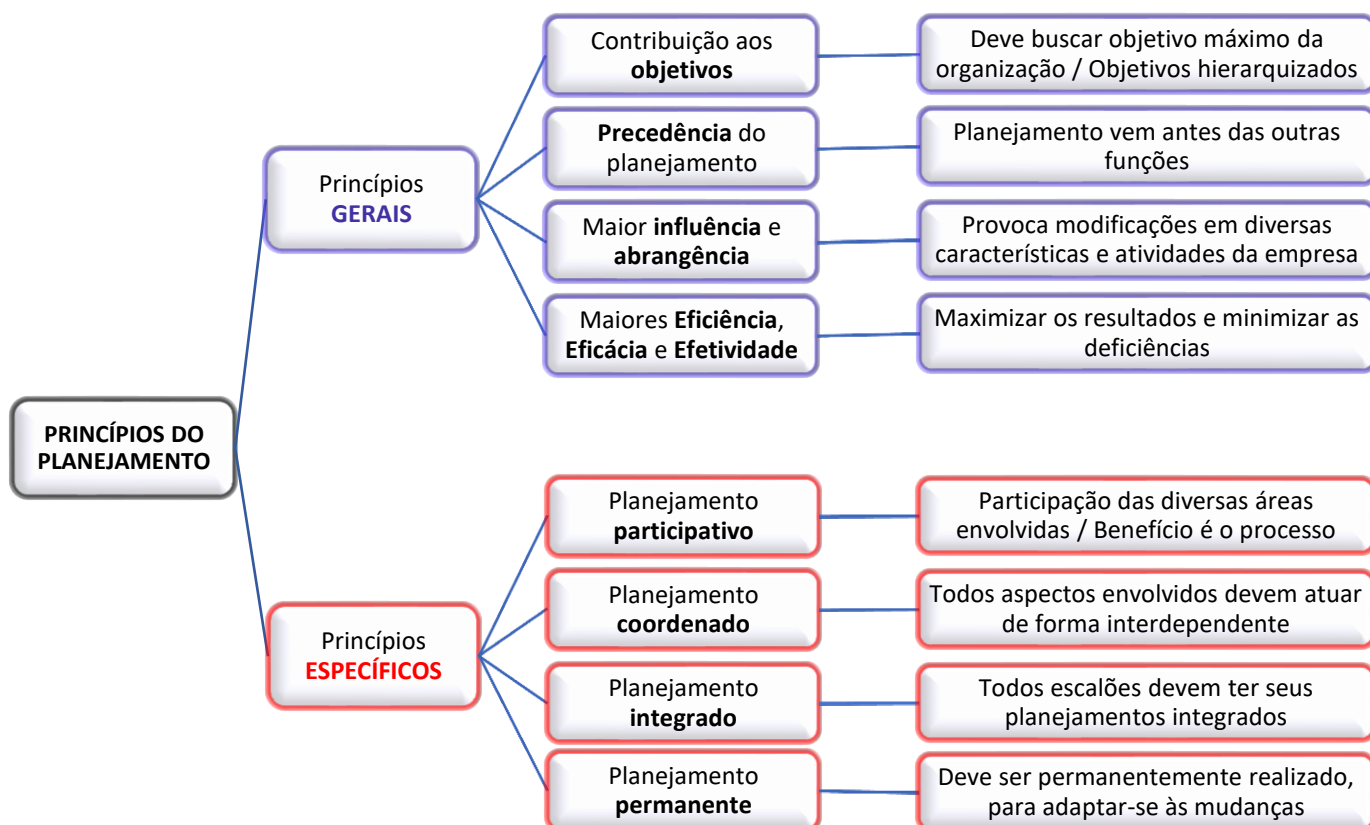 PRINCÍPIOS DO
PLANEJAMENTO
Princípios
GERAIS
Contribuição aos
objetivos
Deve buscar objetivo máximo da
organização / Objetivos hierarquizados
Precedência do
planejamento
Planejamento vem antes das outras
funções
Maior influência e
abrangência
Provoca modificações em diversas
características e atividades da empresa
Maiores Eficiência,
Eficácia e Efetividade
Maximizar os resultados e minimizar as
deficiências
Princípios
ESPECÍFICOS
Planejamento
participativo
Participação das diversas áreas
envolvidas / Benefício é o processo
Planejamento
coordenado
Todos aspectos envolvidos devem atuar
de forma interdependente
Planejamento
integrado
Todos escalões devem ter seus
planejamentos integrados
Planejamento
permanente
Deve ser permanentemente realizado,
para adaptar-se às mudanças